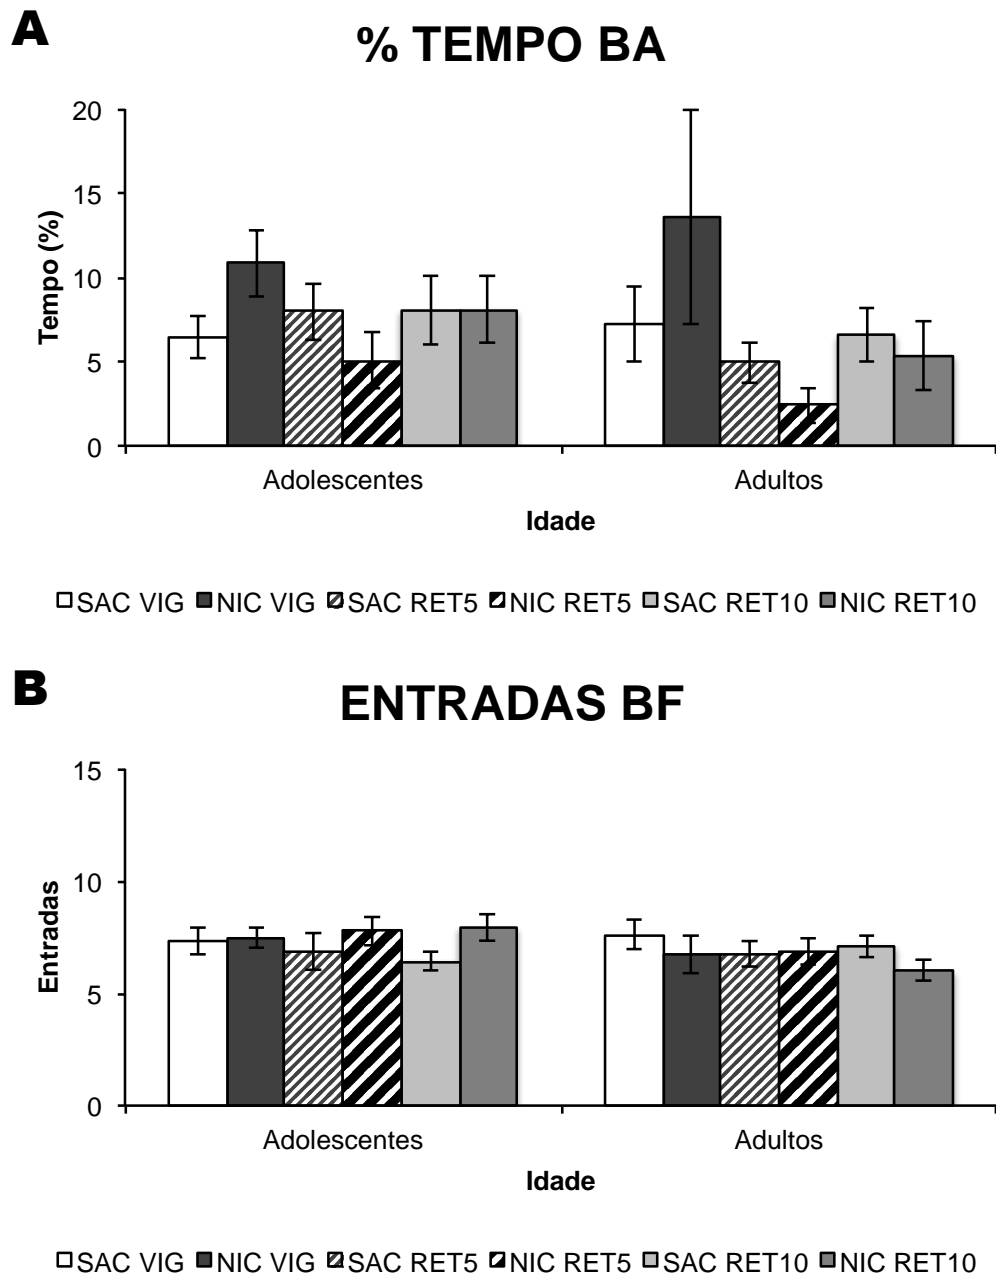 A
% TEMPO BA
20
15
10
5
0
Tempo (%)
Adolescentes
Adultos
Idade
SAC VIG NIC VIG SAC RET5 NIC RET5 SAC RET10 NIC RET10
B
ENTRADAS BF
15
10
5
0
Entradas
Adolescentes
Adultos
Idade
SAC VIG NIC VIG SAC RET5 NIC RET5 SAC RET10 NIC RET10